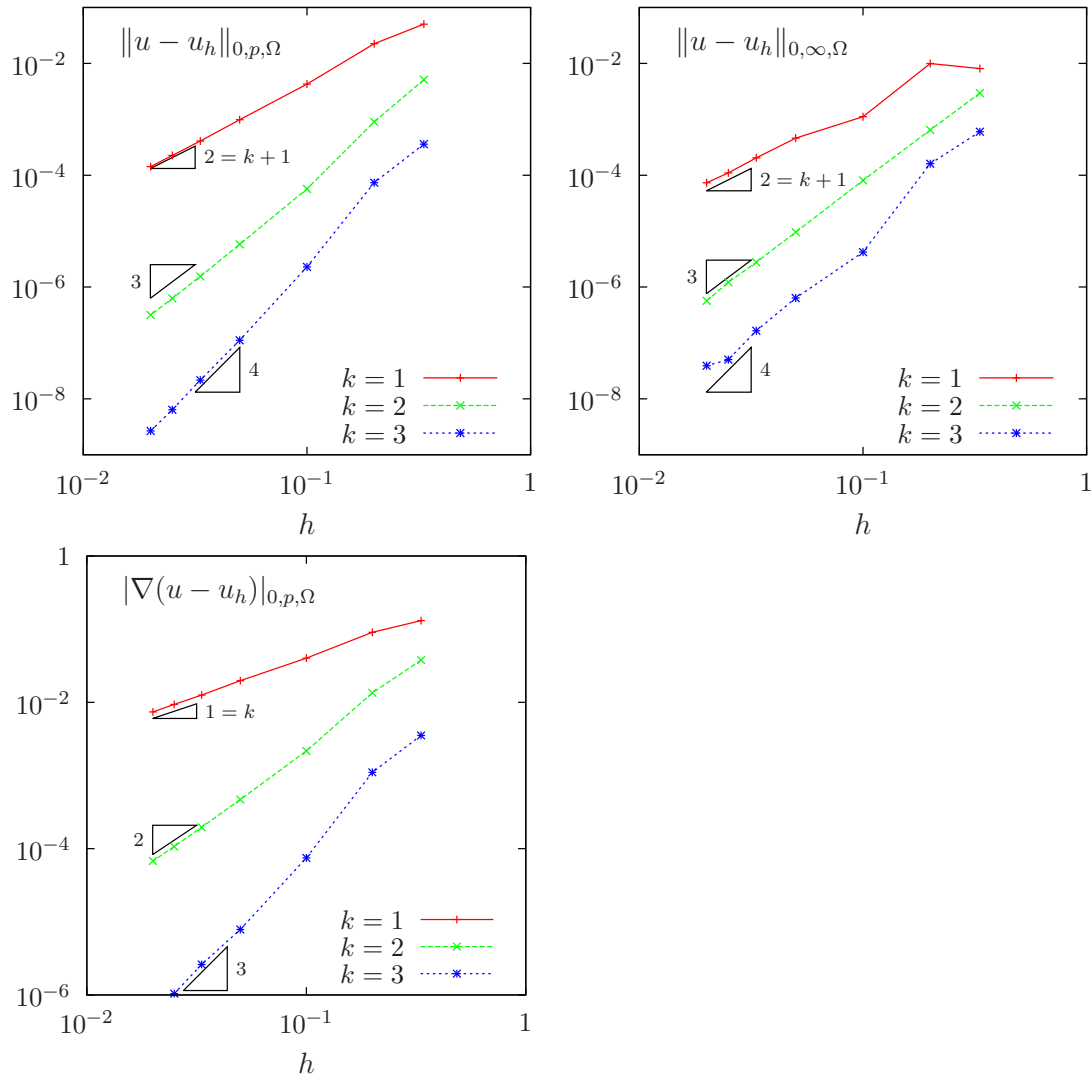 ‖u − u_h‖_{0,p,Ω}
10^{−2}
10^{−4}
10^{−6}
10^{−8}
2 = k + 1
3
4
k = 1
k = 2
k = 3
10^{−2}
10^{−1}
1
h
‖u − u_h‖_{0,∞,Ω}
10^{−2}
10^{−4}
10^{−6}
10^{−8}
2 = k + 1
3
4
k = 1
k = 2
k = 3
10^{−2}
10^{−1}
1
h
|∇(u − u_h)|_{0,p,Ω}
1
10^{−2}
10^{−4}
10^{−6}
1 = k
2
3
k = 1
k = 2
k = 3
10^{−2}
10^{−1}
1
h